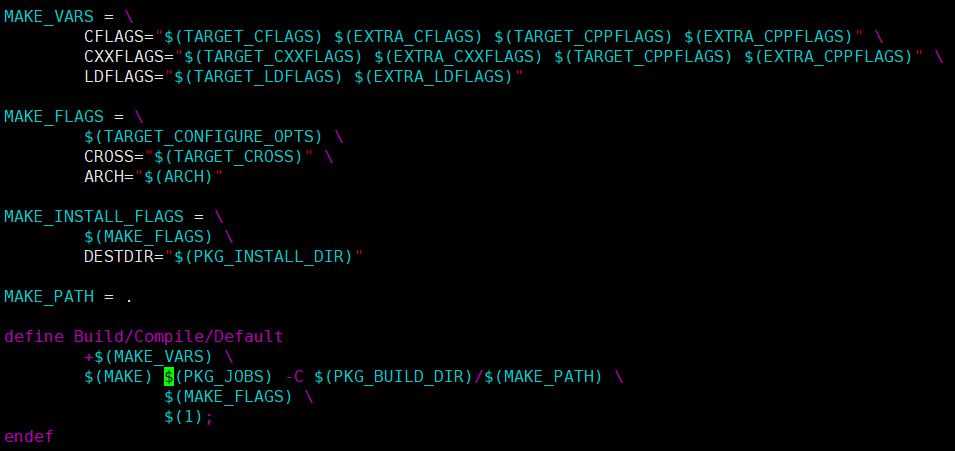 MAKE_VARS = \
CFLAGS="$(TARGET_CFLAGS) $(EXTRA_CFLAGS) $(TARGET_CPPFLAGS) $(EXTRA_CPPFLAGS)" \
CXXFLAGS="$(TARGET_CXXFLAGS) $(EXTRA_CXXFLAGS) $(TARGET_CPPFLAGS) $(EXTRA_CPPFLAGS)" \
LDFLAGS="$(TARGET_LDFLAGS) $(EXTRA_LDFLAGS)"
MAKE_FLAGS = \
$(TARGET_CONFIGURE_OPTS) \
CROSS="$(TARGET_CROSS)" \
ARCH="$(ARCH)"
MAKE_INSTALL_FLAGS = \
$(MAKE_FLAGS) \
DESTDIR="$(PKG_INSTALL_DIR)"
MAKE_PATH = .
define Build/Compile/Default
+$(MAKE_VARS) \
$(MAKE) $(PKG_JOBS) -C $(PKG_BUILD_DIR)/$(MAKE_PATH) \
$(MAKE_FLAGS) \
$(1);
endef